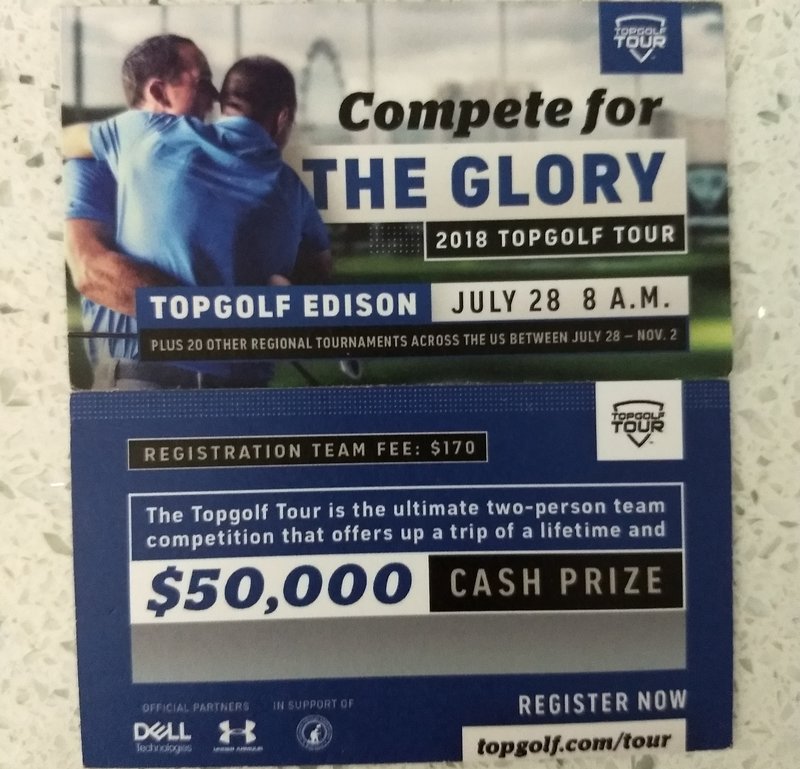 TOPGOLF
TOUR
Compete for
THE GLORY
2018 TOPGOLF TOUR
TOPGOLF EDISON JULY 28 8 A.M.
PLUS 20 OTHER REGIONAL TOURNAMENTS ACROSS THE US BETWEEN JULY 28 – NOV. 2
TOPGOLF
TOUR
REGISTRATION TEAM FEE: $170
The Topgolf Tour is the ultimate two-person team
competition that offers up a trip of a lifetime and
$50,000 CASH PRIZE
OFFICIAL PARTNERS IN SUPPORT OF
DELL
Technologies
UNDER ARMOUR
REGISTER NOW
topgolf.com/tour